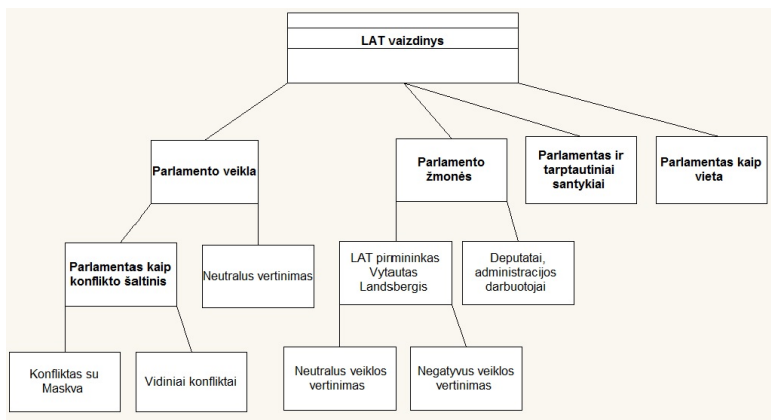 LAT vaizdinys
Parlamento veikla
Parlamento
žmonės
Parlamentas ir
tarptautiniai
santykiai
Parlamentas kaip
vieta
Parlamentas kaip
konflikto šaltinis
Neutralus vertinimas
LAT pirmininkas
Vytautas
Landsbergis
Deputatai,
administracijos
darbuotojai
Konfliktas su
Maskva
Vidiniai konfliktai
Neutralus veiklos
vertinimas
Negatyvus veiklos
vertinimas